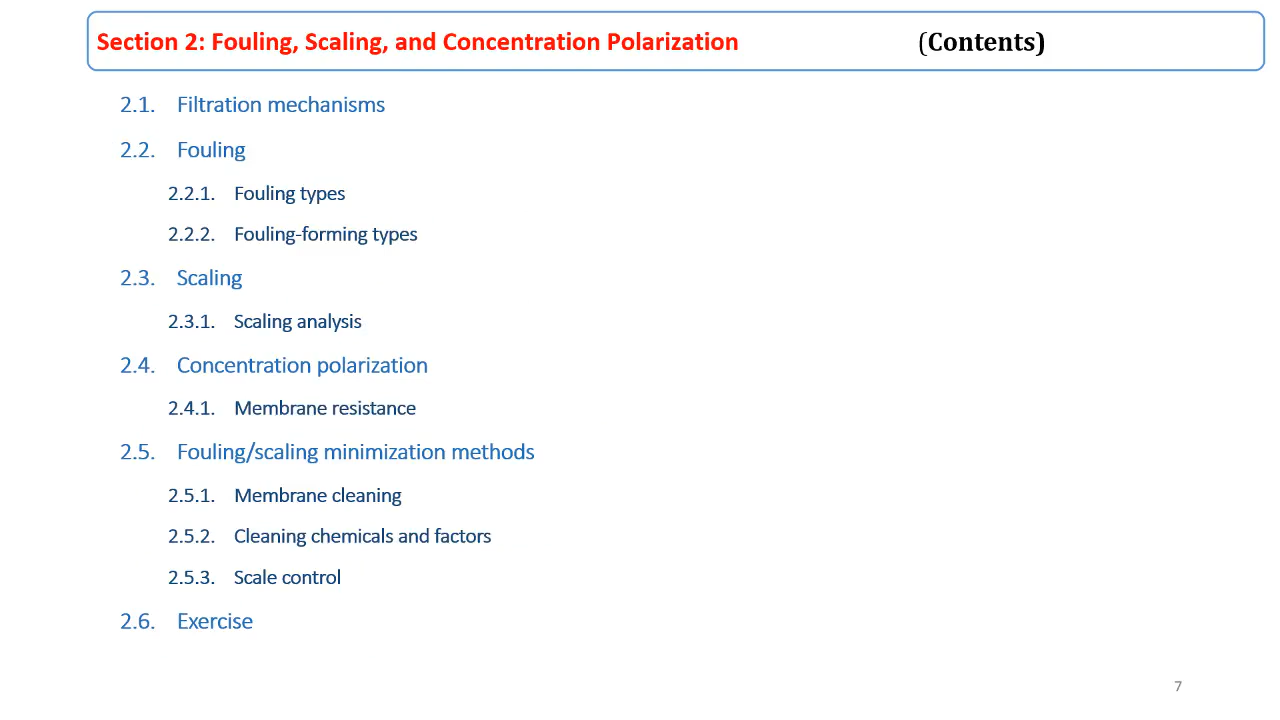 Section 2: Fouling, Scaling, and Concentration Polarization (Contents)
2.1. Filtration mechanisms
2.2. Fouling
2.2.1. Fouling types
2.2.2. Fouling-forming types
2.3. Scaling
2.3.1. Scaling analysis
2.4. Concentration polarization
2.4.1. Membrane resistance
2.5. Fouling/scaling minimization methods
2.5.1. Membrane cleaning
2.5.2. Cleaning chemicals and factors
2.5.3. Scale control
2.6. Exercise
7